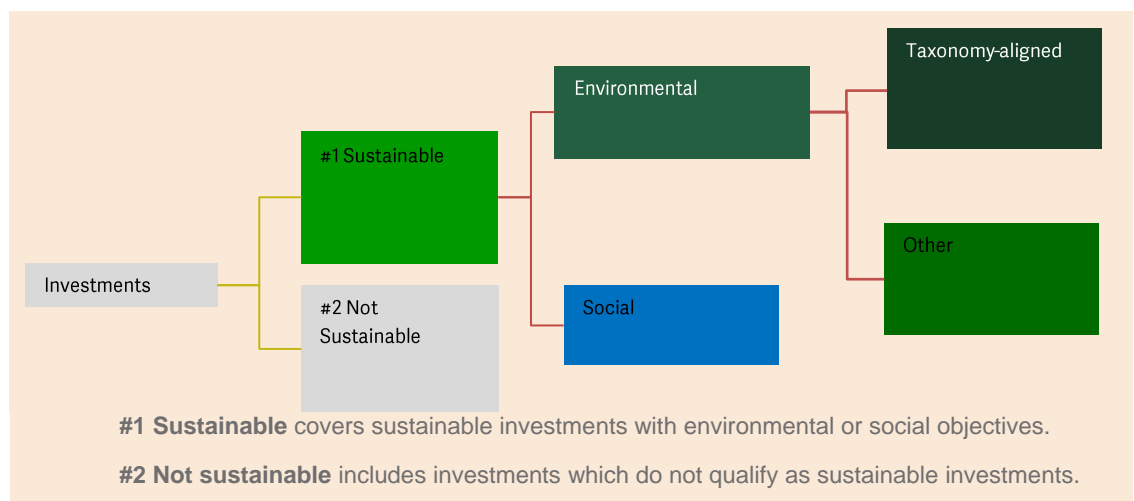 Taxonomy-aligned
Environmental
#1 Sustainable
Other
Investments
#2 Not
Sustainable
Social
#1 Sustainable covers sustainable investments with environmental or social objectives.
#2 Not sustainable includes investments which do not qualify as sustainable investments.